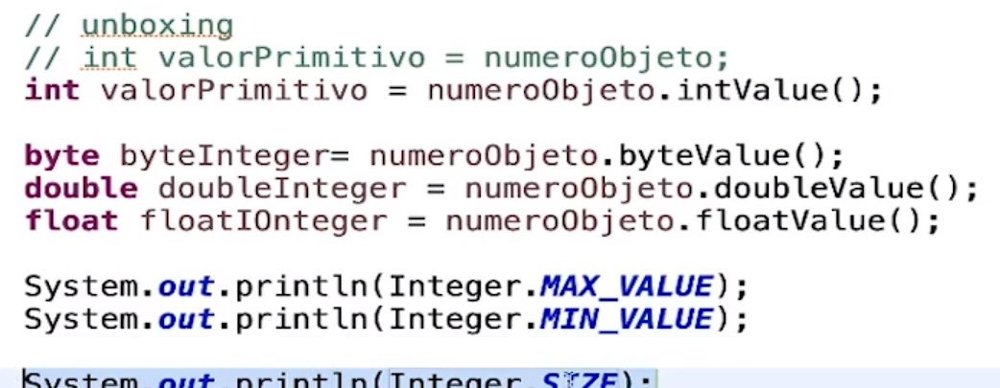 // unboxing
// int valorPrimitivo = numeroObjeto;
int valorPrimitivo = numeroObjeto.intValue();
byte byteInteger= numeroObjeto.byteValue();
double doubleInteger = numeroObjeto.doubleValue();
float floatIOnteger = numeroObjeto.floatValue();
System.out.println(Integer.MAX_VALUE);
System.out.println(Integer.MIN_VALUE);
System.out.println(Integer.SIZE);